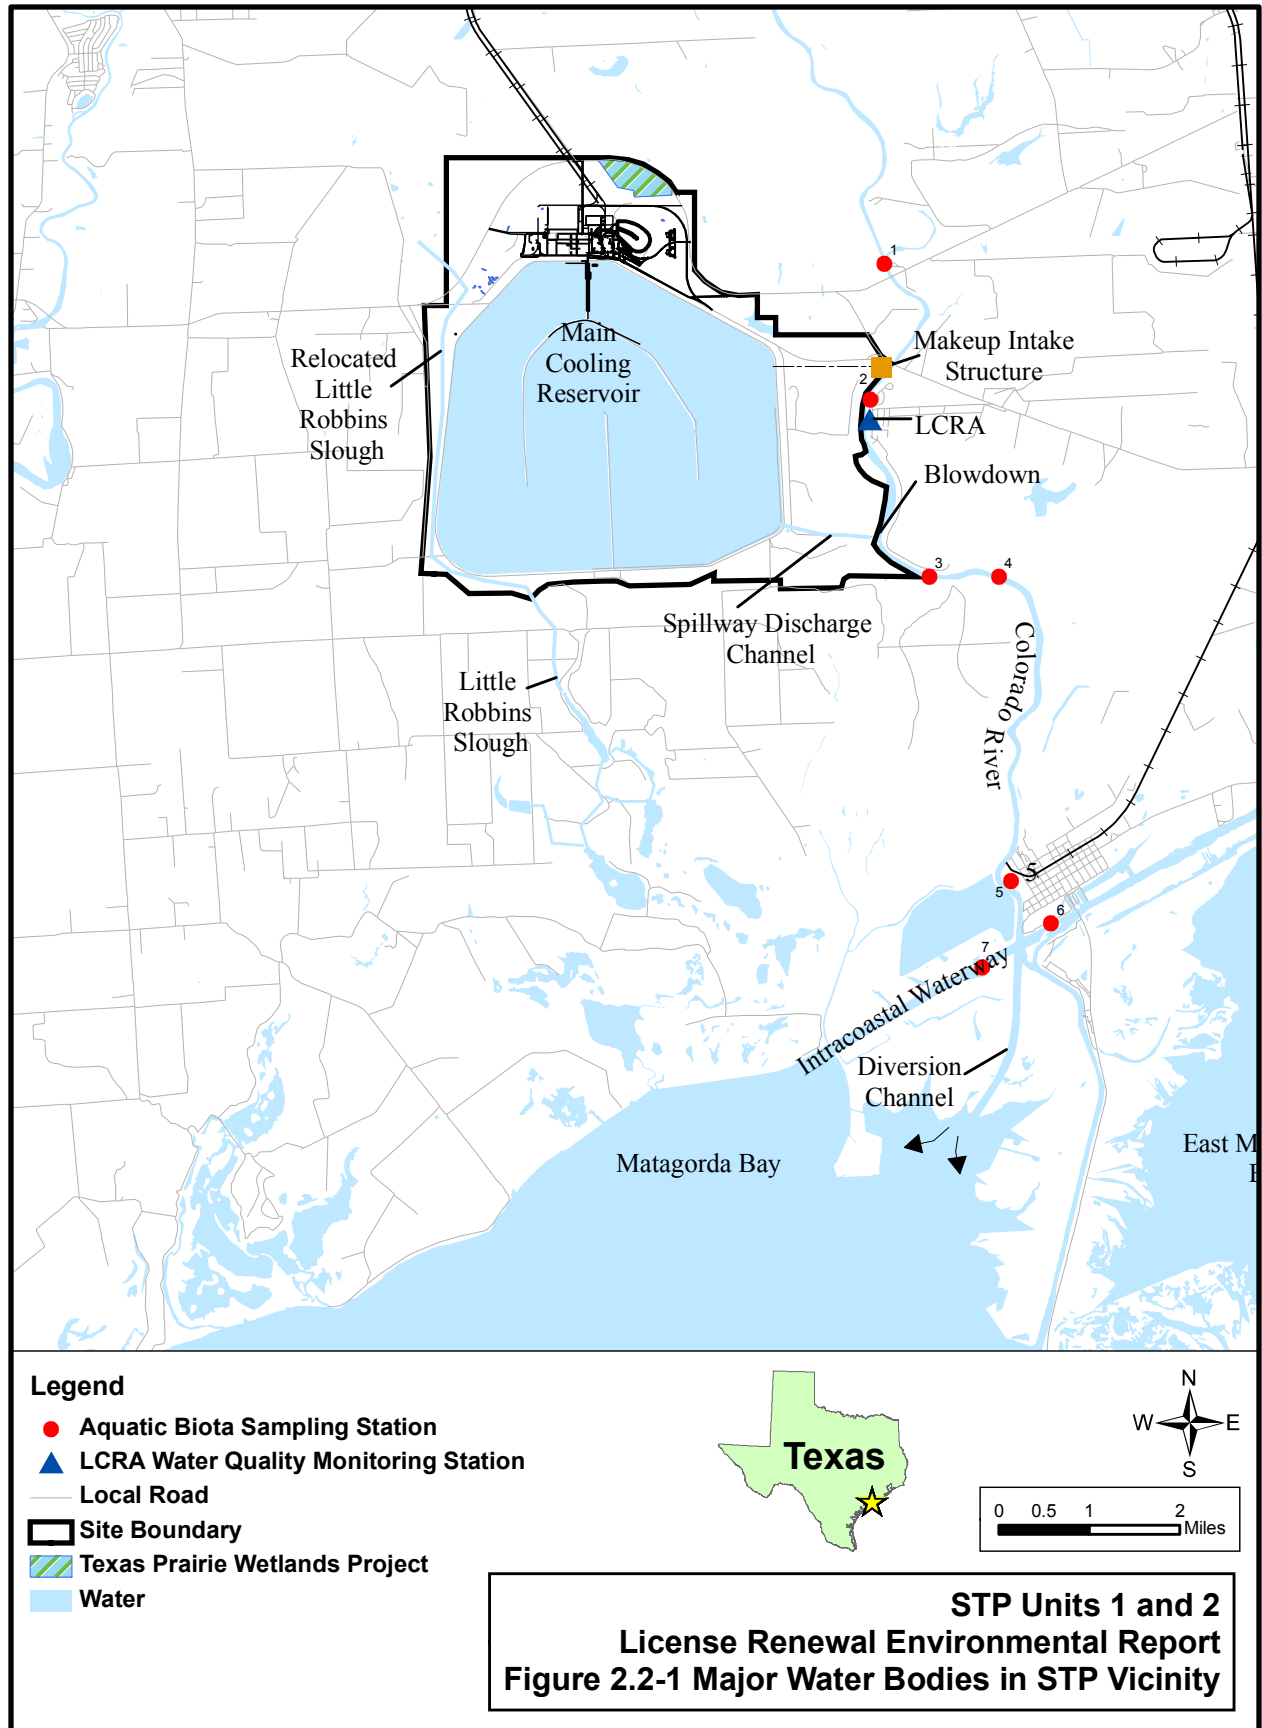 1
Makeup Intake
Structure
Main
Cooling
Reservoir
Relocated
Little
Robbins
Slough
2
LCRA
Blowdown
3
4
Spillway Discharge
Channel
Colorado River
Little
Robbins
Slough
5
5
6
7
Intracoastal Waterway
Diversion
Channel
Matagorda Bay
East M
Legend
Aquatic Biota Sampling Station
LCRA Water Quality Monitoring Station
Local Road
Site Boundary
Texas Prairie Wetlands Project
Water
Texas
N
W E
S
0 0.5 1 2
Miles
STP Units 1 and 2
License Renewal Environmental Report
Figure 2.2-1 Major Water Bodies in STP Vicinity